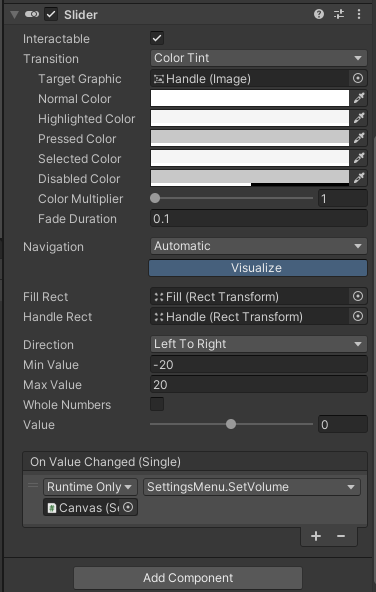 Slider
Interactable
Transition Color Tint
Target Graphic Handle (Image)
Normal Color
Highlighted Color
Pressed Color
Selected Color
Disabled Color
Color Multiplier 1
Fade Duration 0.1
Navigation Automatic
Visualize
Fill Rect Fill (Rect Transform)
Handle Rect Handle (Rect Transform)
Direction Left To Right
Min Value -20
Max Value 20
Whole Numbers
Value 0
On Value Changed (Single)
Runtime Only SettingsMenu.SetVolume
Canvas (Se
+ −
Add Component